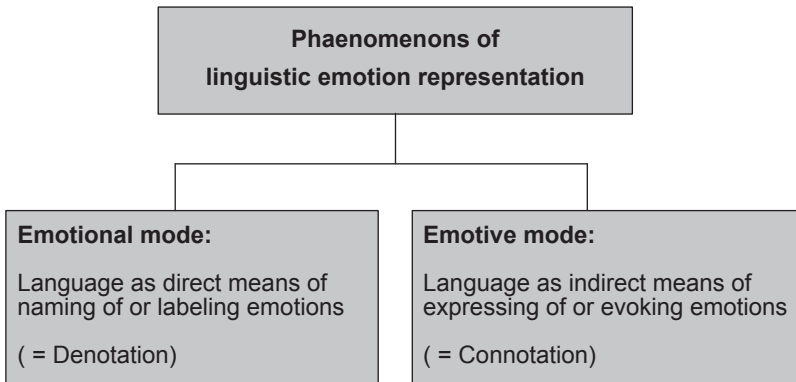 Phaenomenons of
linguistic emotion representation
Emotional mode:
Language as direct means of
naming of or labeling emotions
( = Denotation)
Emotive mode:
Language as indirect means of
expressing of or evoking emotions
( = Connotation)